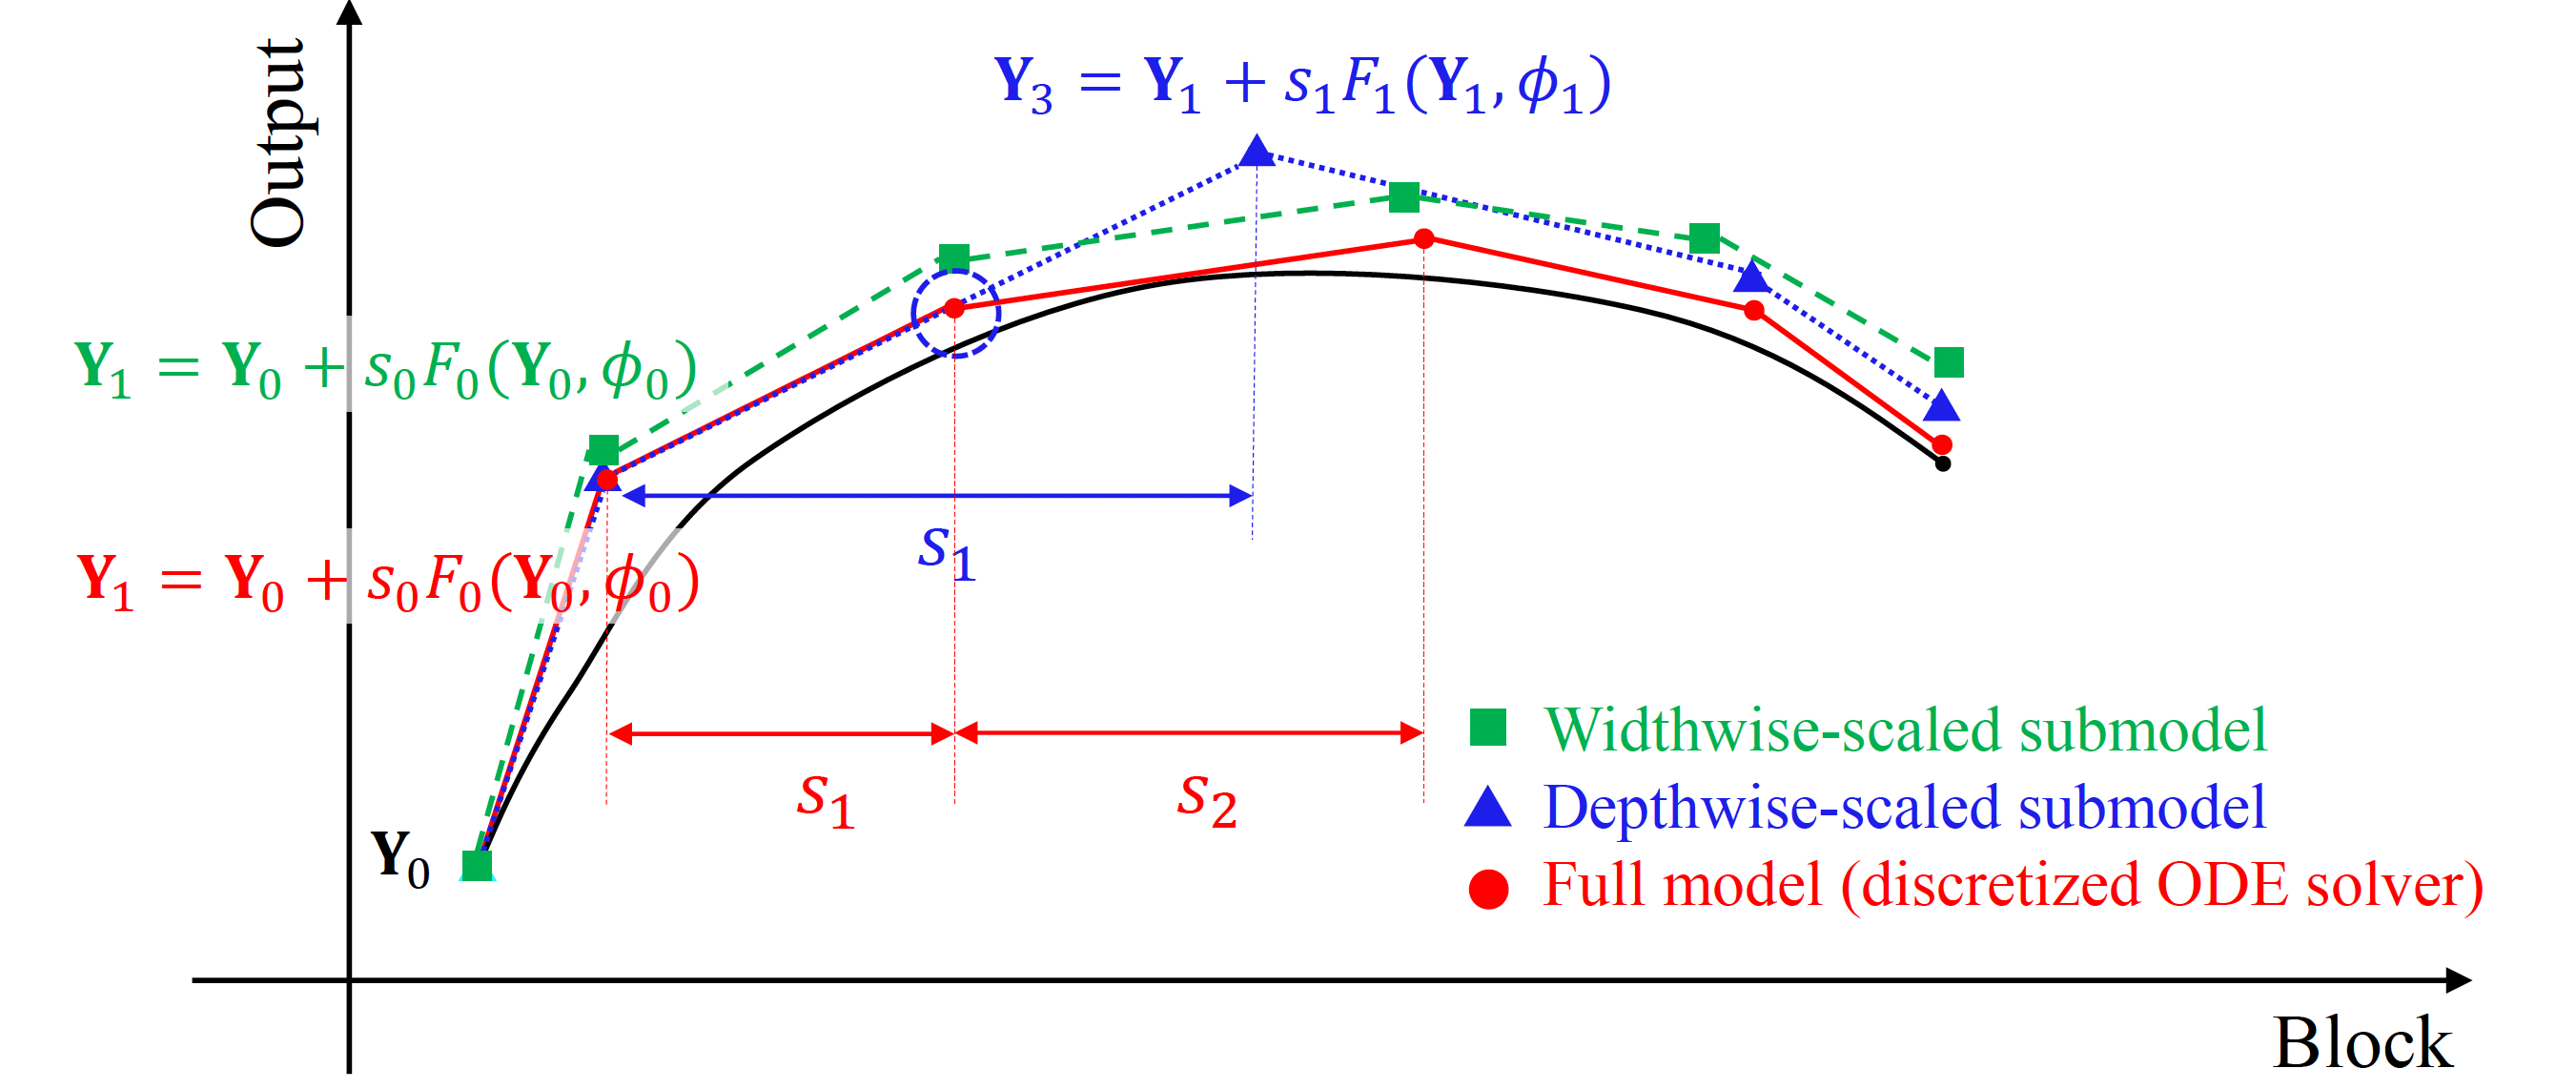 Output
𝐘₃ = 𝐘₁ + s₁F₁(𝐘₁, ϕ₁)
𝐘₁ = 𝐘₀ + s₀F₀(𝐘₀, ϕ₀)
s₁
𝐘₁ = 𝐘₀ + s₀F₀(𝐘₀, ϕ₀)
s₁
s₂
𝐘₀
Widthwise-scaled submodel
Depthwise-scaled submodel
Full model (discretized ODE solver)
Block